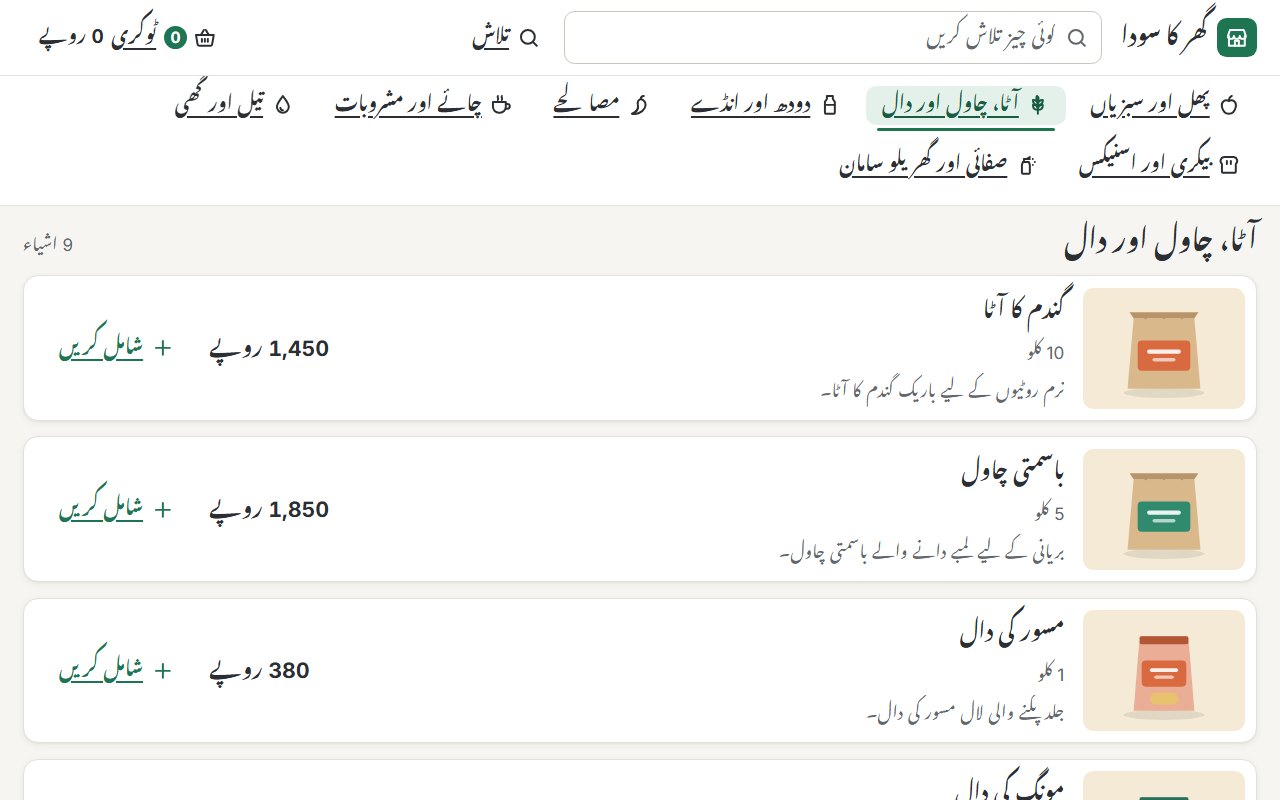 گھر کا سودا
کوئی چیز تلاش کریں
تلاش
ٹوکری 0 0 روپے
پھل اور سبزیاں
آٹا، چاول اور دال
دودھ اور انڈے
مصالحے
چائے اور مشروبات
تیل اور گھی
بیکری اور اسنیکس
صفائی اور گھریلو سامان
آٹا، چاول اور دال
9 اشیاء
گندم کا آٹا
10 کلو
نرم روٹیوں کے لیے باریک گندم کا آٹا۔
1,450 روپے
شامل کریں
باسمتی چاول
5 کلو
بریانی کے لیے لمبے دانے والے باسمتی چاول۔
1,850 روپے
شامل کریں
مسور کی دال
1 کلو
جلد پکنے والی لال مسور کی دال۔
380 روپے
شامل کریں
مونگ کی دال